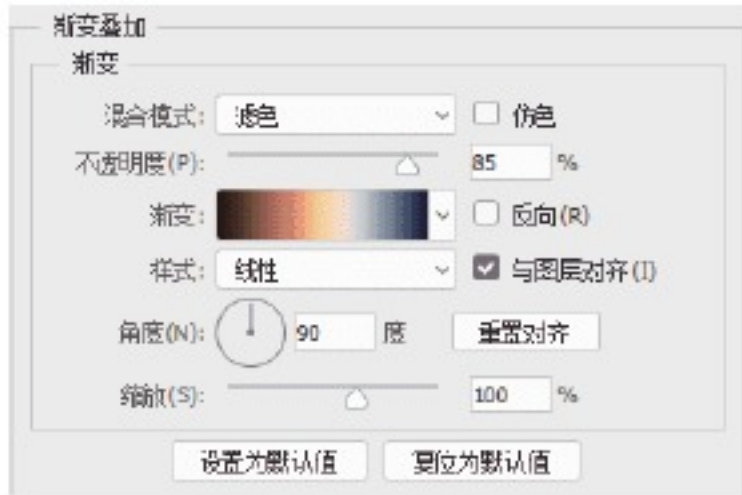 渐变叠加
渐变
混合模式: 滤色 仿色
不透明度(P): 85 %
渐变: 反向(R)
样式: 线性 与图层对齐(I)
角度(N): 90 度 重置对齐
缩放(S): 100 %
设置为默认值 复位为默认值